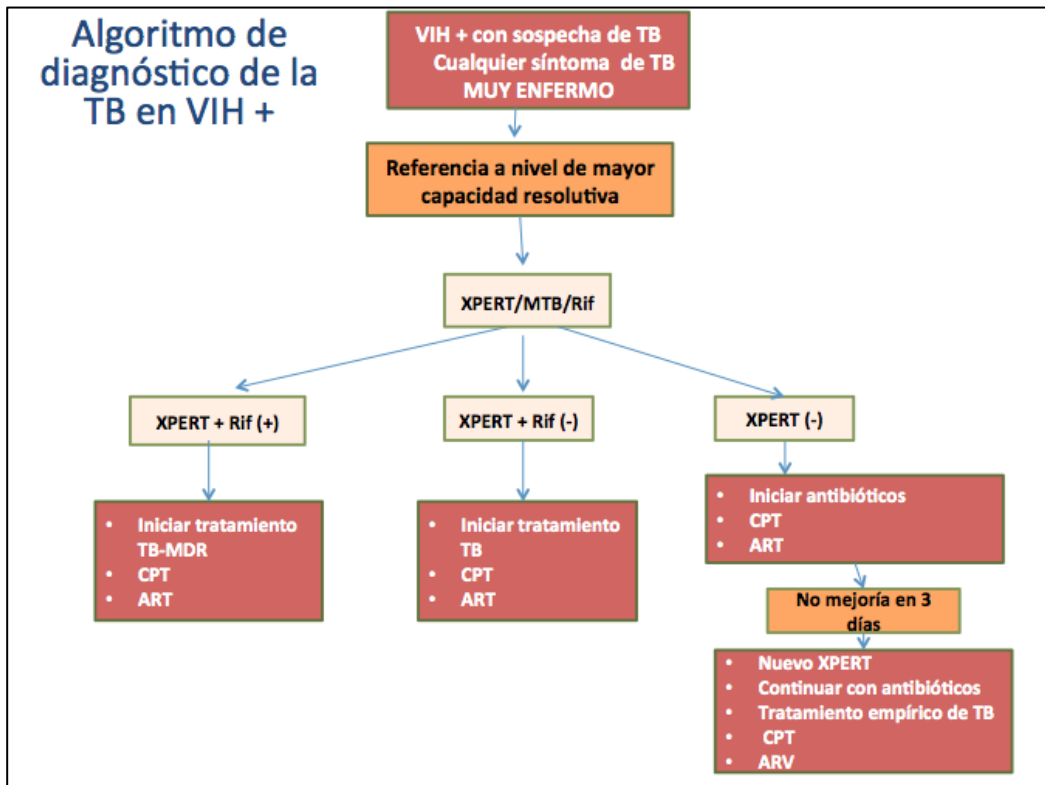 Algoritmo de
diagnóstico de la
TB en VIH +
VIH + con sospecha de TB
Cualquier síntoma de TB
MUY ENFERMO
Referencia a nivel de mayor
capacidad resolutiva
XPERT/MTB/Rif
XPERT + Rif (+)
XPERT + Rif (-)
XPERT (-)
• Iniciar tratamiento
TB-MDR
• CPT
• ART
• Iniciar tratamiento
TB
• CPT
• ART
• Iniciar antibióticos
• CPT
• ART
No mejoría en 3
días
• Nuevo XPERT
• Continuar con antibióticos
• Tratamiento empírico de TB
• CPT
• ARV